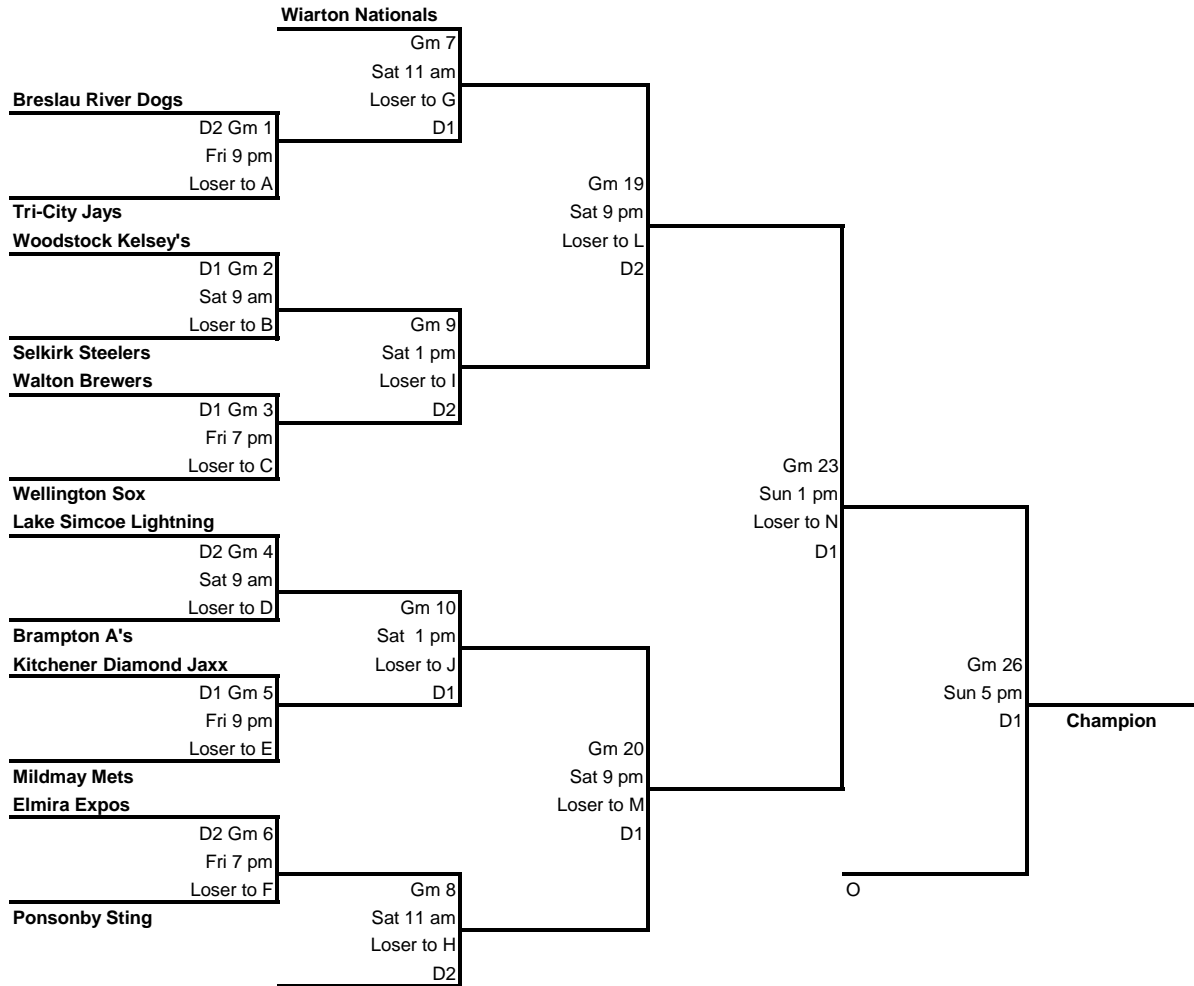 Wiarton Nationals
Gm 7
Sat 11 am
Breslau River Dogs
Loser to G
D2 Gm 1
D1
Fri 9 pm
Loser to A
Gm 19
Tri-City Jays
Sat 9 pm
Woodstock Kelsey's
Loser to L
D1 Gm 2
D2
Sat 9 am
Loser to B
Gm 9
Selkirk Steelers
Sat 1 pm
Walton Brewers
Loser to I
D1 Gm 3
D2
Fri 7 pm
Loser to C
Gm 23
Wellington Sox
Sun 1 pm
Lake Simcoe Lightning
Loser to N
D2 Gm 4
D1
Sat 9 am
Loser to D
Gm 10
Brampton A's
Sat 1 pm
Kitchener Diamond Jaxx
Loser to J
Gm 26
D1 Gm 5
D1
Sun 5 pm
Fri 9 pm
D1
Champion
Loser to E
Gm 20
Mildmay Mets
Sat 9 pm
Elmira Expos
Loser to M
D2 Gm 6
D1
Fri 7 pm
Loser to F
Gm 8
O
Ponsonby Sting
Sat 11 am
Loser to H
D2